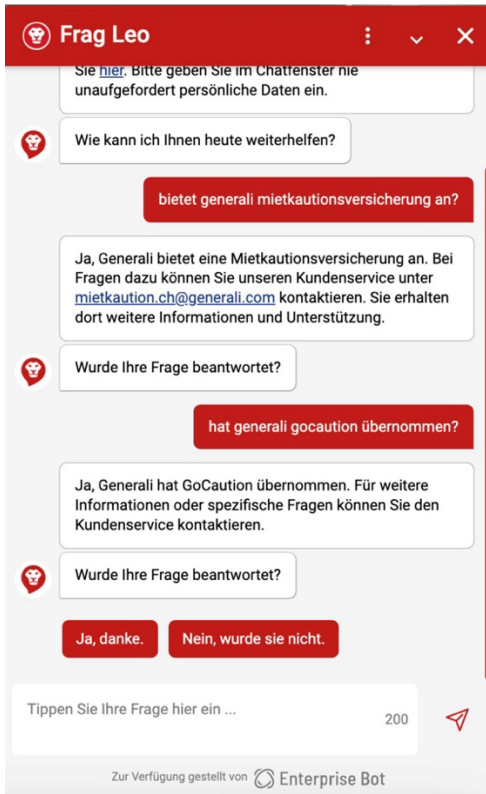 Frag Leo
Sie hier. Bitte geben Sie im Chatfenster nie
unaufgefordert persönliche Daten ein.
Wie kann ich Ihnen heute weiterhelfen?
bietet generali mietkautionsversicherung an?
Ja, Generali bietet eine Mietkautionsversicherung an. Bei
Fragen dazu können Sie unseren Kundenservice unter
mietkaution.ch@generali.com kontaktieren. Sie erhalten
dort weitere Informationen und Unterstützung.
Wurde Ihre Frage beantwortet?
hat generali gocaution übernommen?
Ja, Generali hat GoCaution übernommen. Für weitere
Informationen oder spezifische Fragen können Sie den
Kundenservice kontaktieren.
Wurde Ihre Frage beantwortet?
Ja, danke. Nein, wurde sie nicht.
Tippen Sie Ihre Frage hier ein ... 200
Zur Verfügung gestellt von Enterprise Bot